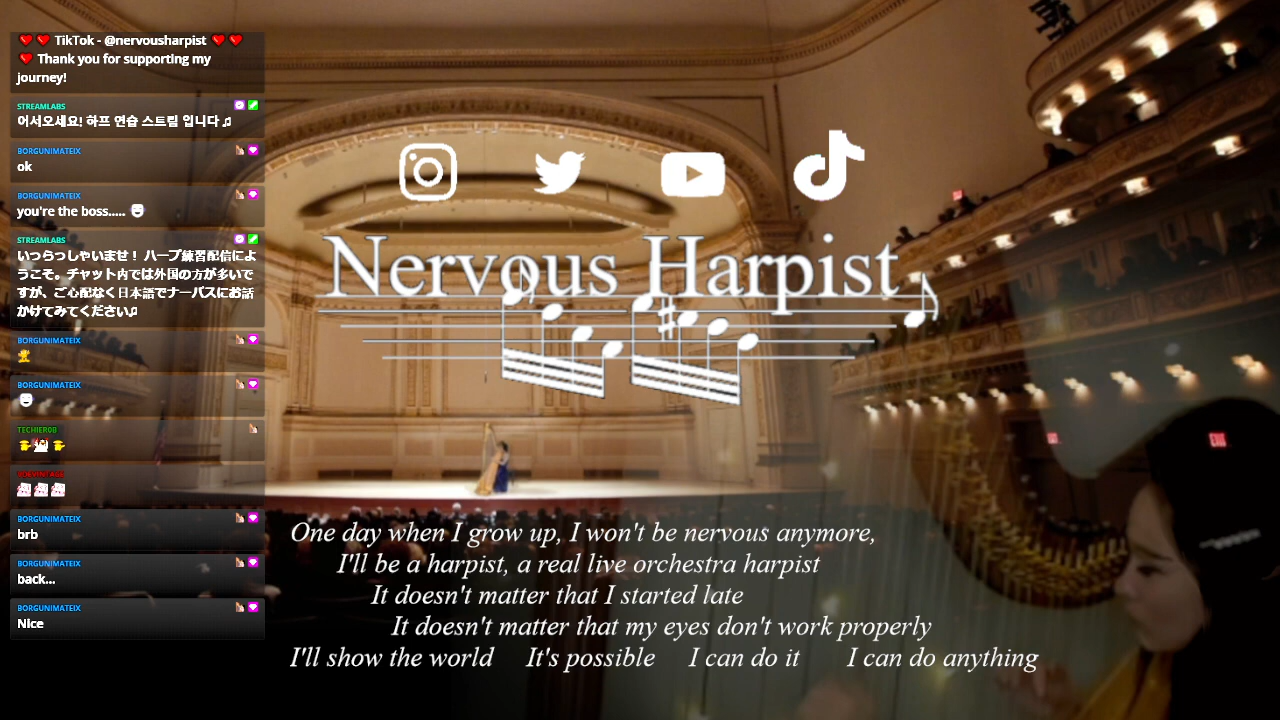 TikTok - @nervousharpist
Thank you for supporting my
journey!
STREAMLABS
어서오세요! 하프 연습 스트림 입니다 ♫
BORGUNIMATEIX
ok
BORGUNIMATEIX
you're the boss.....
STREAMLABS
いらっしゃいませ！ ハープ練習配信によ
うこそ。チャット内では外国の方が多いで
すが、ご心配なく日本語でナーバスにお話
かけてみてください♫
BORGUNIMATEIX
BORGUNIMATEIX
TECHIER08
BORGUNIMATEIX
brb
BORGUNIMATEIX
back...
BORGUNIMATEIX
Nice
Nervous Harpist
One day when I grow up, I won't be nervous anymore,
I'll be a harpist, a real live orchestra harpist
It doesn't matter that I started late
It doesn't matter that my eyes don't work properly
I'll show the world It's possible I can do it I can do anything
EXIT